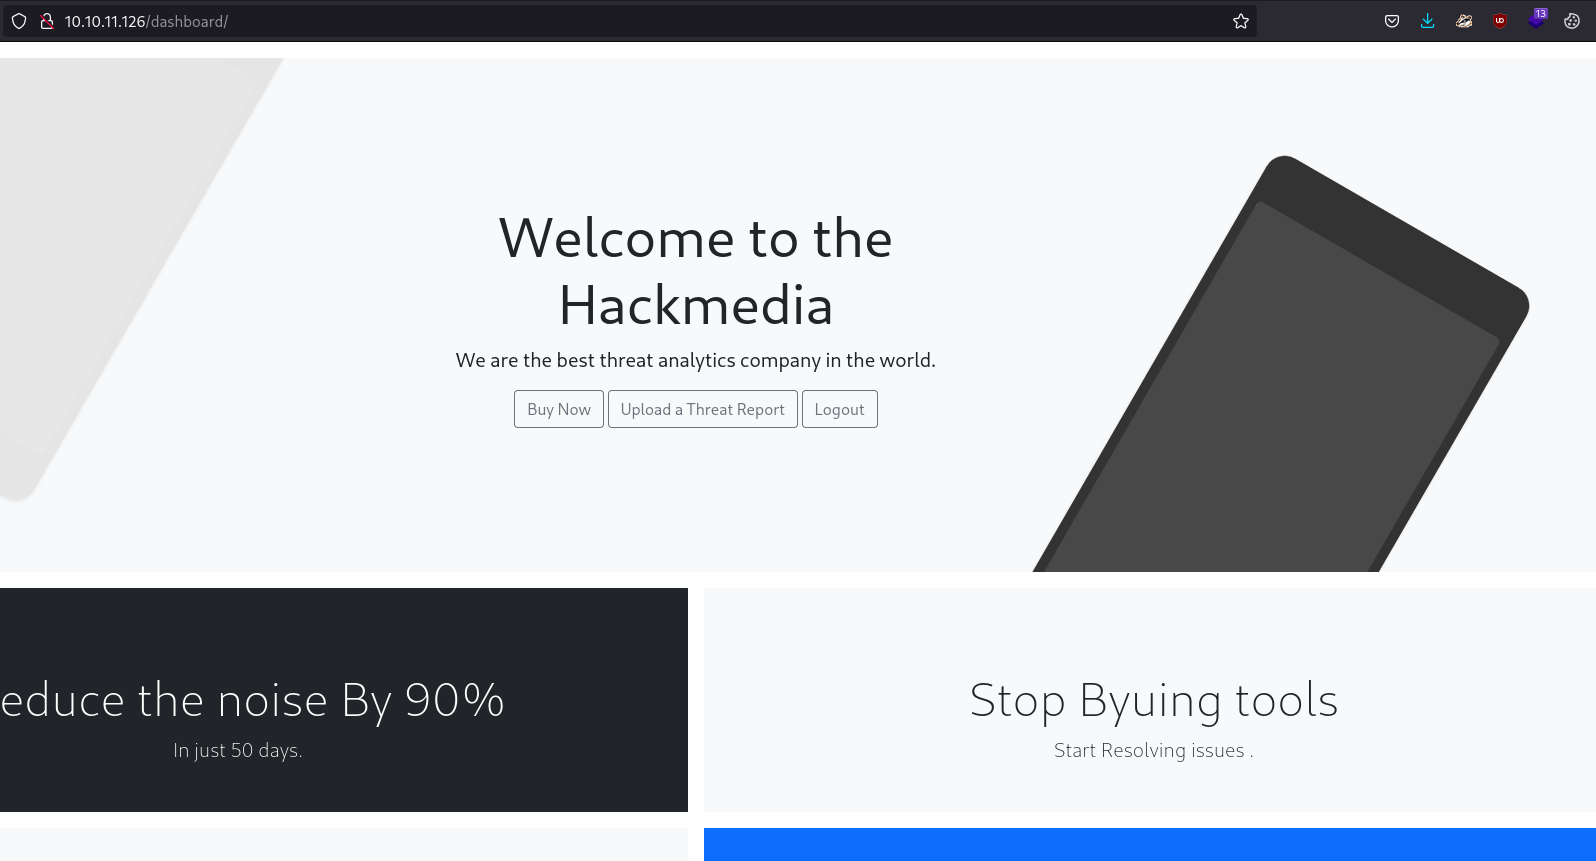 10.10.11.126/dashboard/
13
Welcome to the
Hackmedia
We are the best threat analytics company in the world.
Buy Now
Upload a Threat Report
Logout
educe the noise By 90%
In just 50 days.
Stop Byuing tools
Start Resolving issues .